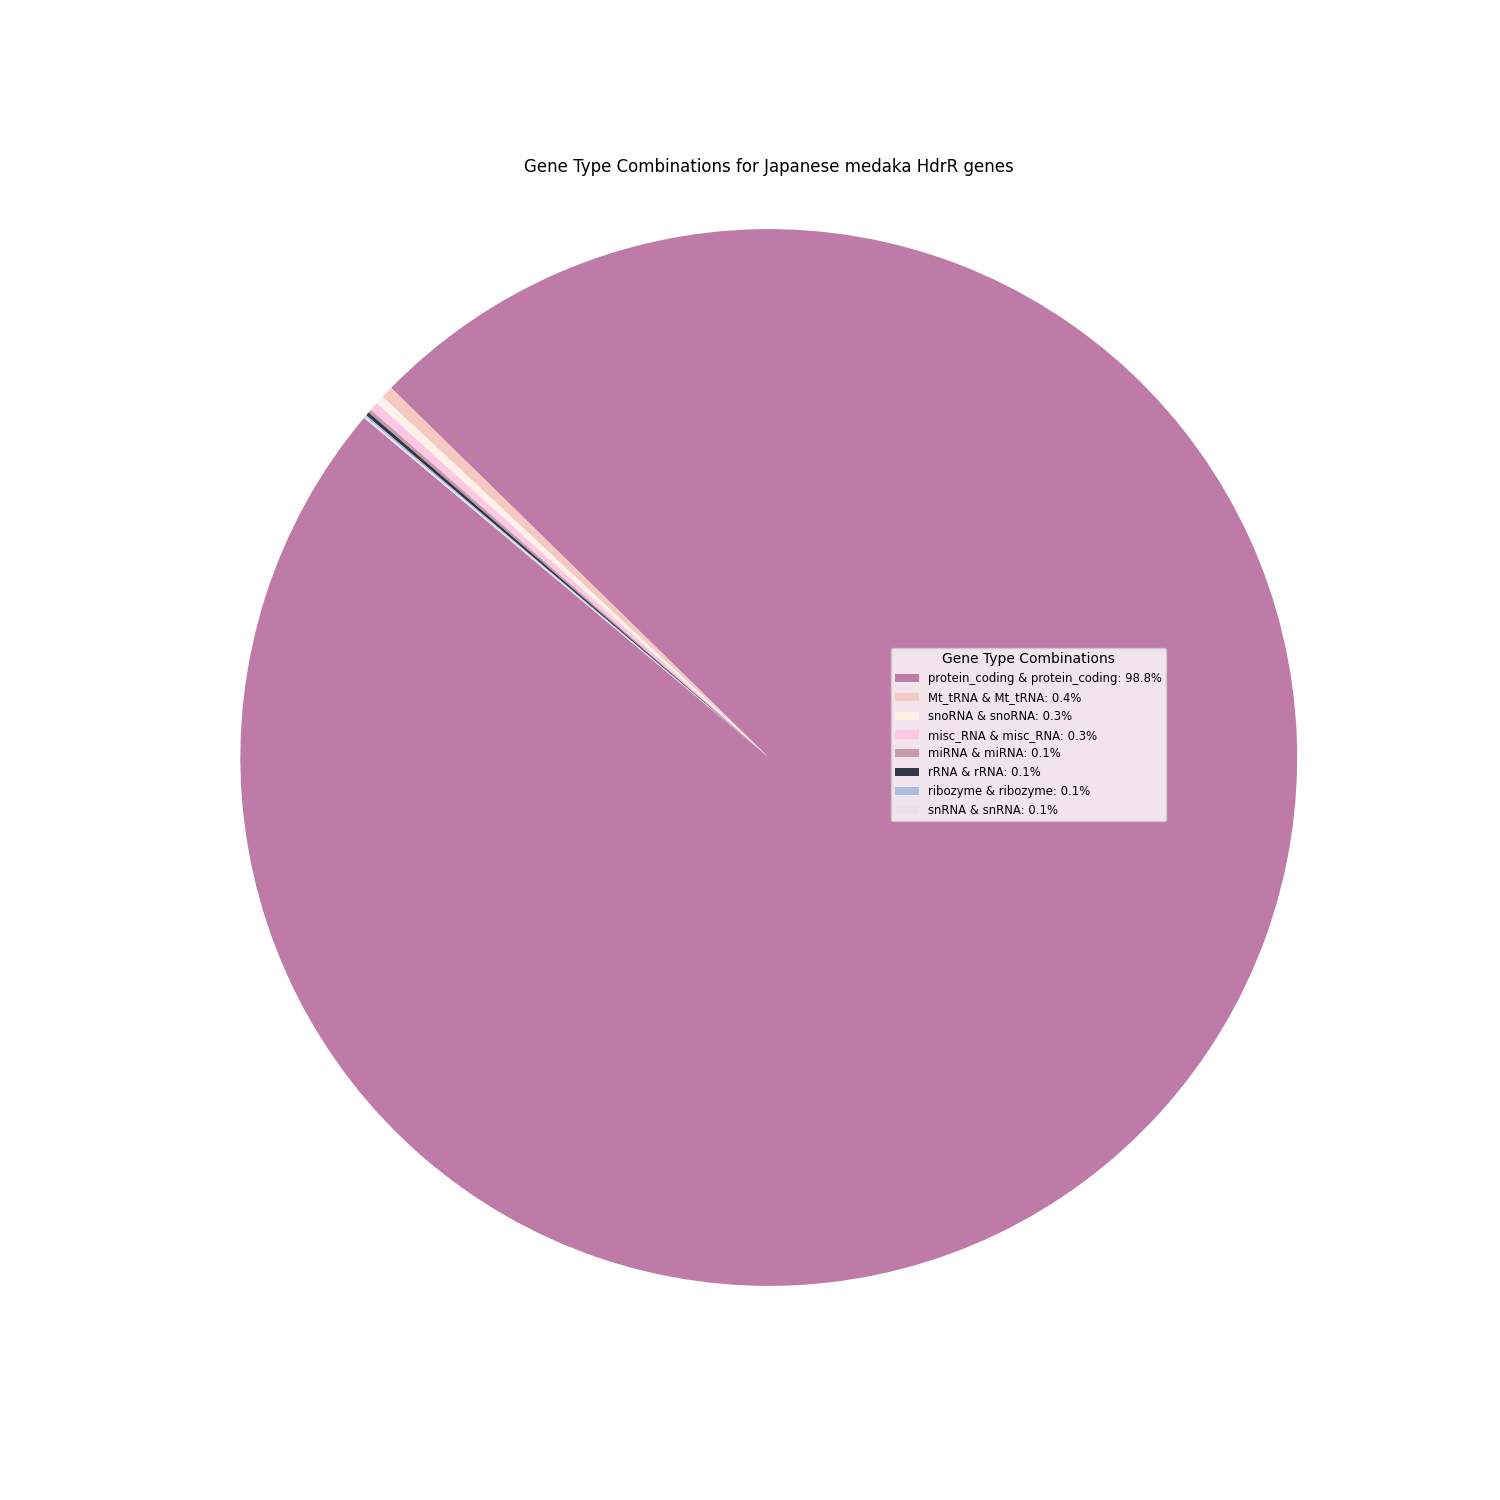 Gene Type Combinations for Japanese medaka HdrR genes
Gene Type Combinations
protein_coding & protein_coding: 98.8%
Mt_tRNA & Mt_tRNA: 0.4%
snoRNA & snoRNA: 0.3%
misc_RNA & misc_RNA: 0.3%
miRNA & miRNA: 0.1%
rRNA & rRNA: 0.1%
ribozyme & ribozyme: 0.1%
snRNA & snRNA: 0.1%